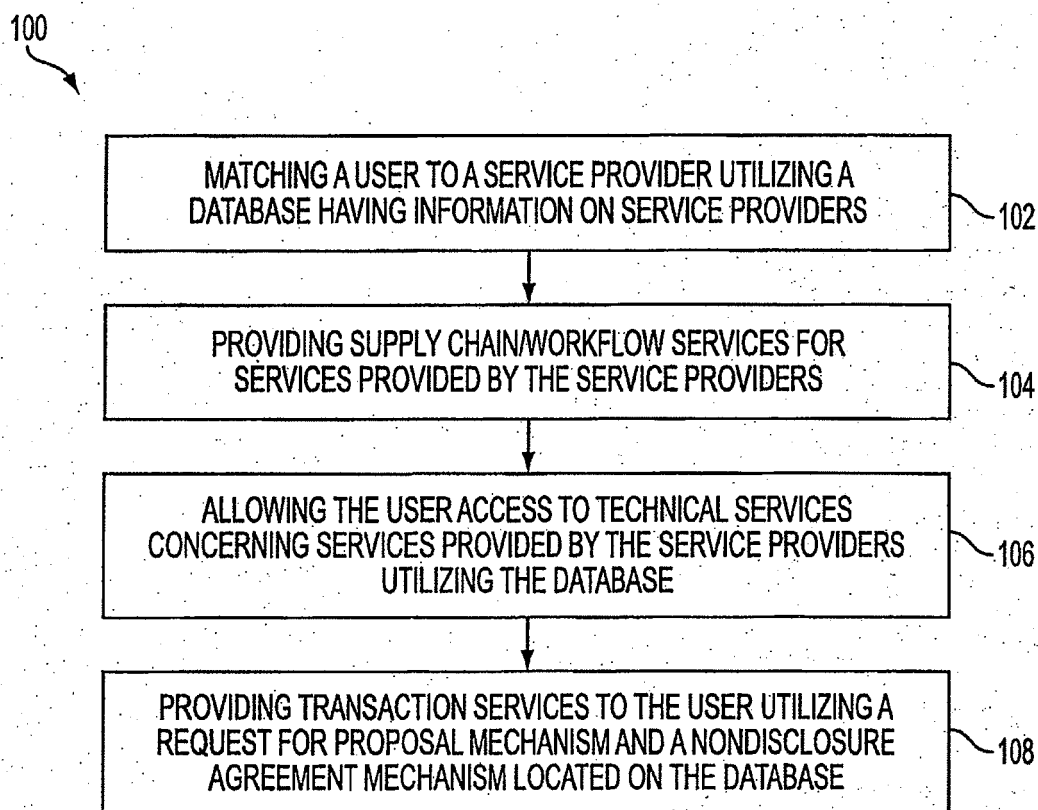 100
MATCHING A USER TO A SERVICE PROVIDER UTILIZING A
DATABASE HAVING INFORMATION ON SERVICE PROVIDERS
102
PROVIDING SUPPLY CHAIN/WORKFLOW SERVICES FOR
SERVICES PROVIDED BY THE SERVICE PROVIDERS
104
ALLOWING THE USER ACCESS TO TECHNICAL SERVICES
CONCERNING SERVICES PROVIDED BY THE SERVICE PROVIDERS
UTILIZING THE DATABASE
106
PROVIDING TRANSACTION SERVICES TO THE USER UTILIZING A
REQUEST FOR PROPOSAL MECHANISM AND A NONDISCLOSURE
AGREEMENT MECHANISM LOCATED ON THE DATABASE
108